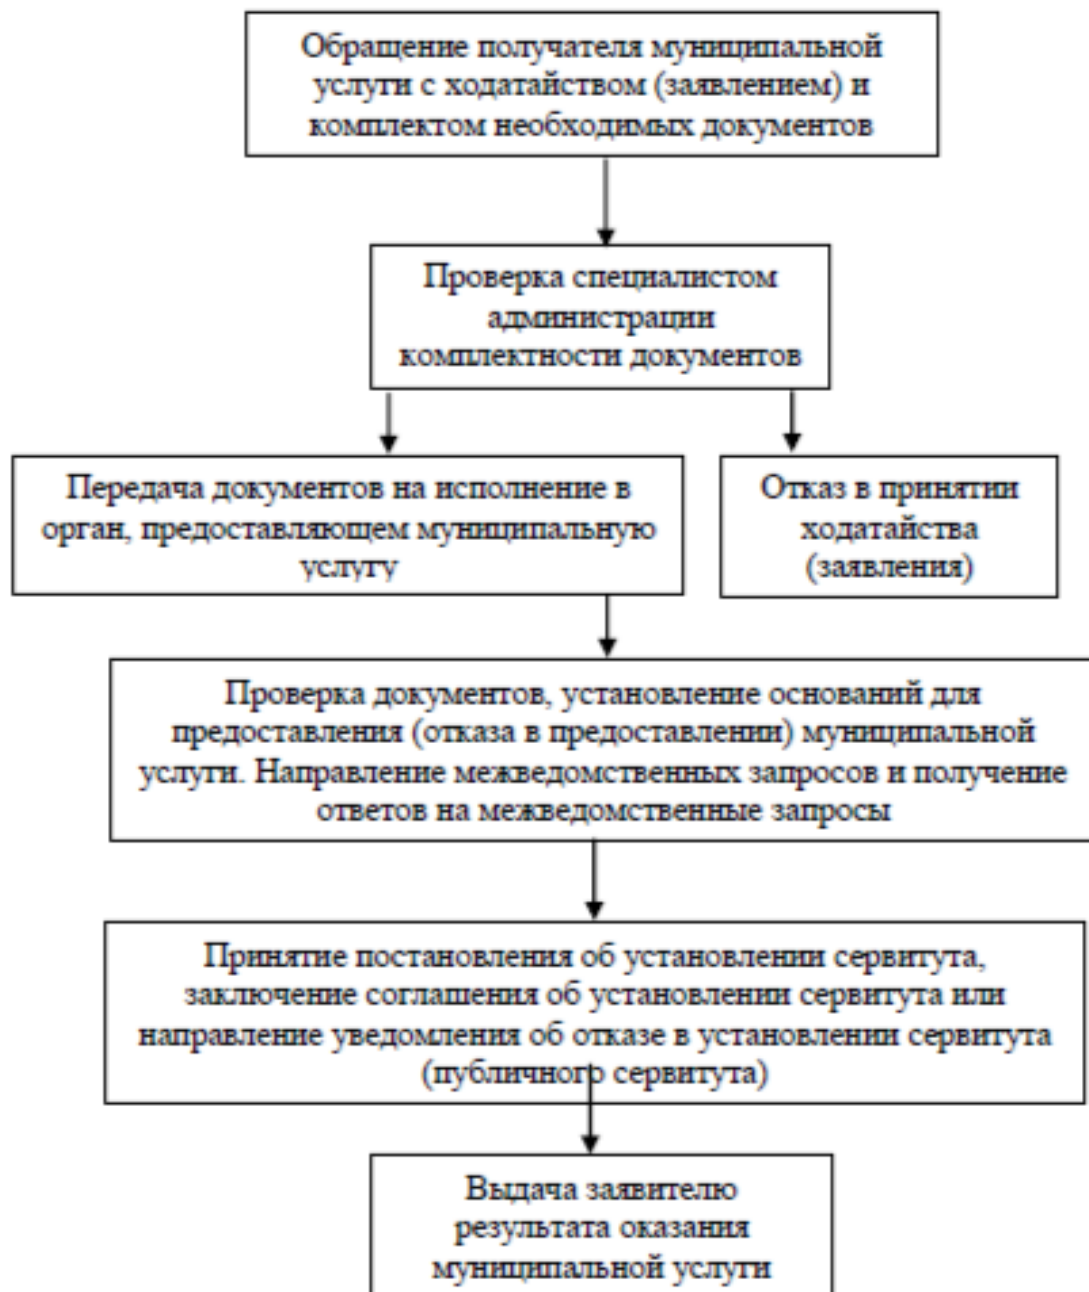 Обращение получателя муниципальной
услуги с ходатайством (заявлением) и
комплектом необходимых документов
Проверка специалистом
администрации
комплектности документов
Передача документов на исполнение в
орган, предоставляющем муниципальную
услугу
Отказ в принятии
ходатайства
(заявления)
Проверка документов, установление оснований для
предоставления (отказа в предоставлении) муниципальной
услуги. Направление межведомственных запросов и получение
ответов на межведомственные запросы
Принятие постановления об установлении сервитута,
заключение соглашения об установлении сервитута или
направление уведомления об отказе в установлении сервитута
(публичного сервитута)
Выдача заявителю
результата оказания
муниципальной услуги